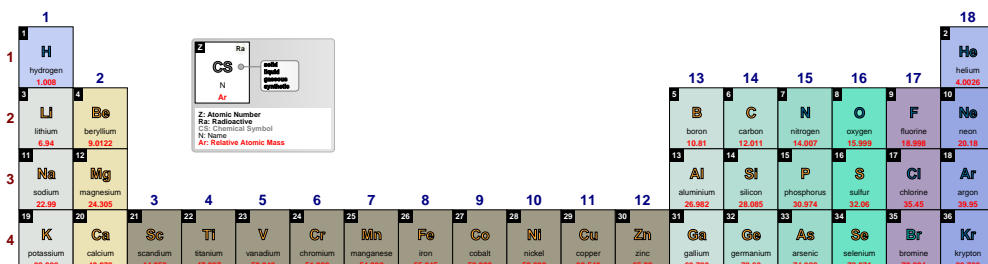 1 18
1 H hydrogen 1.008
2 He helium 4.0026
Z Ra CS N Ar
solid
liquid
gaseous
synthetic
Z: Atomic Number
Ra: Radioactive
CS: Chemical Symbol
N: Name
Ar: Relative Atomic Mass
1
2 13 14 15 16 17
2
3 Li lithium 6.94
4 Be beryllium 9.0122
5 B boron 10.81
6 C carbon 12.011
7 N nitrogen 14.007
8 O oxygen 15.999
9 F fluorine 18.998
10 Ne neon 20.18
3
11 Na sodium 22.99
12 Mg magnesium 24.305
13 Al aluminium 26.982
14 Si silicon 28.085
15 P phosphorus 30.974
16 S sulfur 32.06
17 Cl chlorine 35.45
18 Ar argon 39.95
3 4 5 6 7 8 9 10 11 12
4
19 K potassium
20 Ca calcium
21 Sc scandium
22 Ti titanium
23 V vanadium
24 Cr chromium
25 Mn manganese
26 Fe iron
27 Co cobalt
28 Ni nickel
29 Cu copper
30 Zn zinc
31 Ga gallium
32 Ge germanium
33 As arsenic
34 Se selenium
35 Br bromine
36 Kr krypton